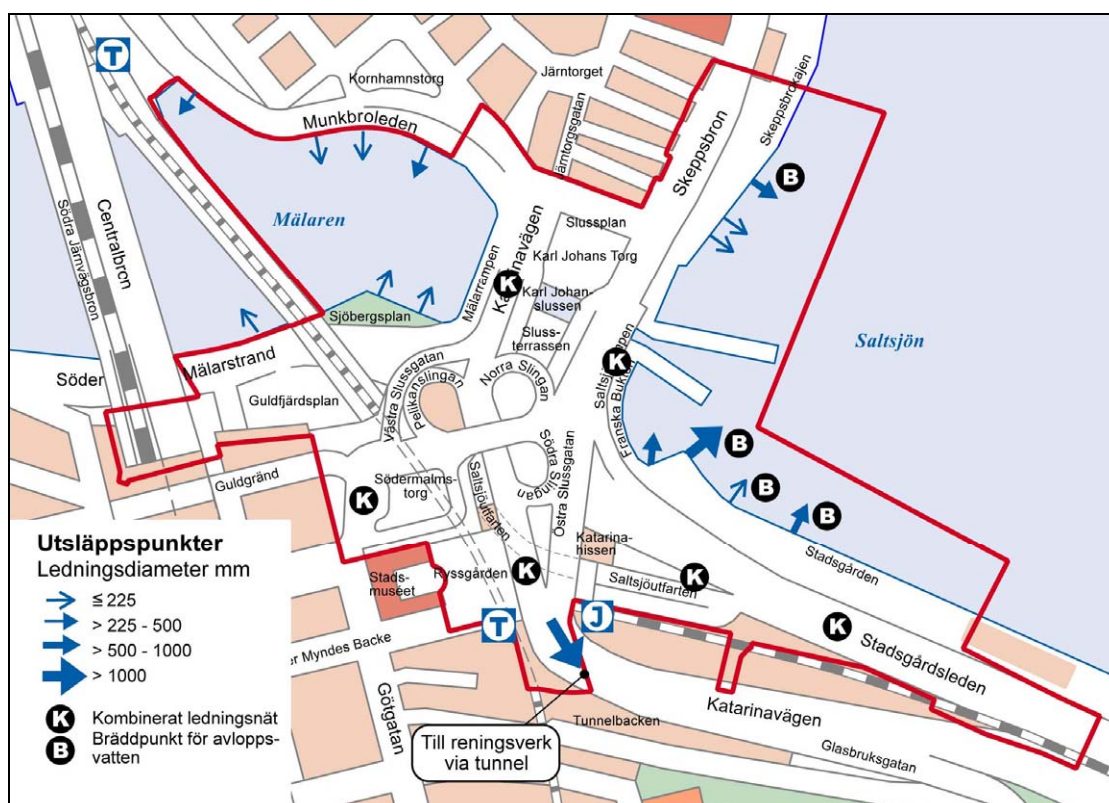 T
Kornhamnstorg
Järntorget
Munkbroleden
Järntorgsgatan
Skeppsbron
Skeppsbrokajen
B
Södra Järnvägsbron
Centralbron
Mälaren
Slussplan
Karl Johans Torg
K
Karl Johan-
slussen
Mälarrampen
Sluss-
terrassen
Saltsjön
Sjöbergsplan
Mälarstrand
Söder
K
Franska Bukten
Guldfjärdsplan
Västra Slussgatan
Pelikanslingan
Norra Slingan
B
Södra Slingan
Östra Slussgatan
Guldgränd
Södermalms-
torg
Saltsjöutfarten
B
B
K
Katarina-
hissen
Stadsgården
Stads-
muséet
Ryssgården
K
Saltsjöutfarten
K
T
J
K
Stadsgårdsleden
Myndes Backe
Götgatan
Katarinavägen
Tunnelbacken
Glasbruksgatan
Till reningsverk
via tunnel
Utsläppspunkter
Ledningsdiameter mm
≤ 225
> 225 - 500
> 500 - 1000
> 1000
K Kombinerat ledningsnät
B Bräddpunkt för avlopps-
vatten